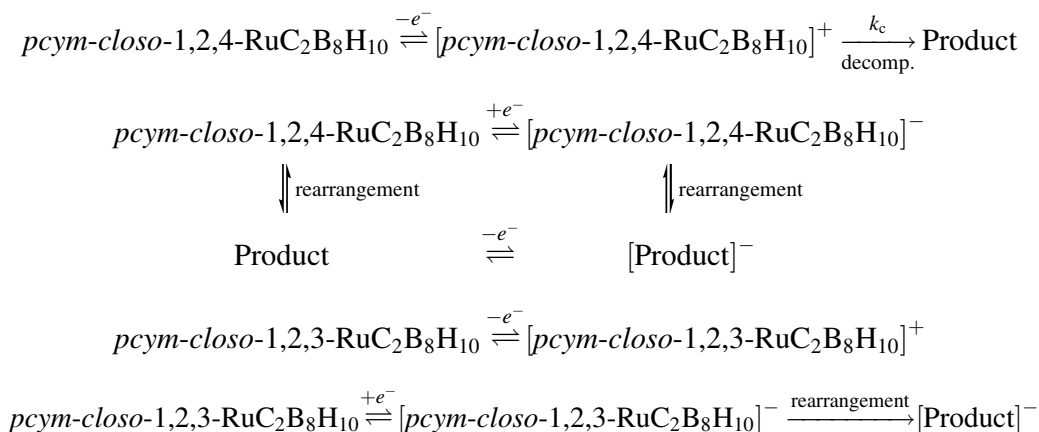 pcym-closo-1,2,4-RuC₂B₈H₁₀ ⇌ −e⁻ [pcym-closo-1,2,4-RuC₂B₈H₁₀]⁺ → k_c decomp. Product
pcym-closo-1,2,4-RuC₂B₈H₁₀ ⇌ +e⁻ [pcym-closo-1,2,4-RuC₂B₈H₁₀]⁻
⇌ rearrangement ⇌ rearrangement
Product ⇌ −e⁻ [Product]⁻
pcym-closo-1,2,3-RuC₂B₈H₁₀ ⇌ −e⁻ [pcym-closo-1,2,3-RuC₂B₈H₁₀]⁺
pcym-closo-1,2,3-RuC₂B₈H₁₀ ⇌ +e⁻ [pcym-closo-1,2,3-RuC₂B₈H₁₀]⁻ → rearrangement [Product]⁻